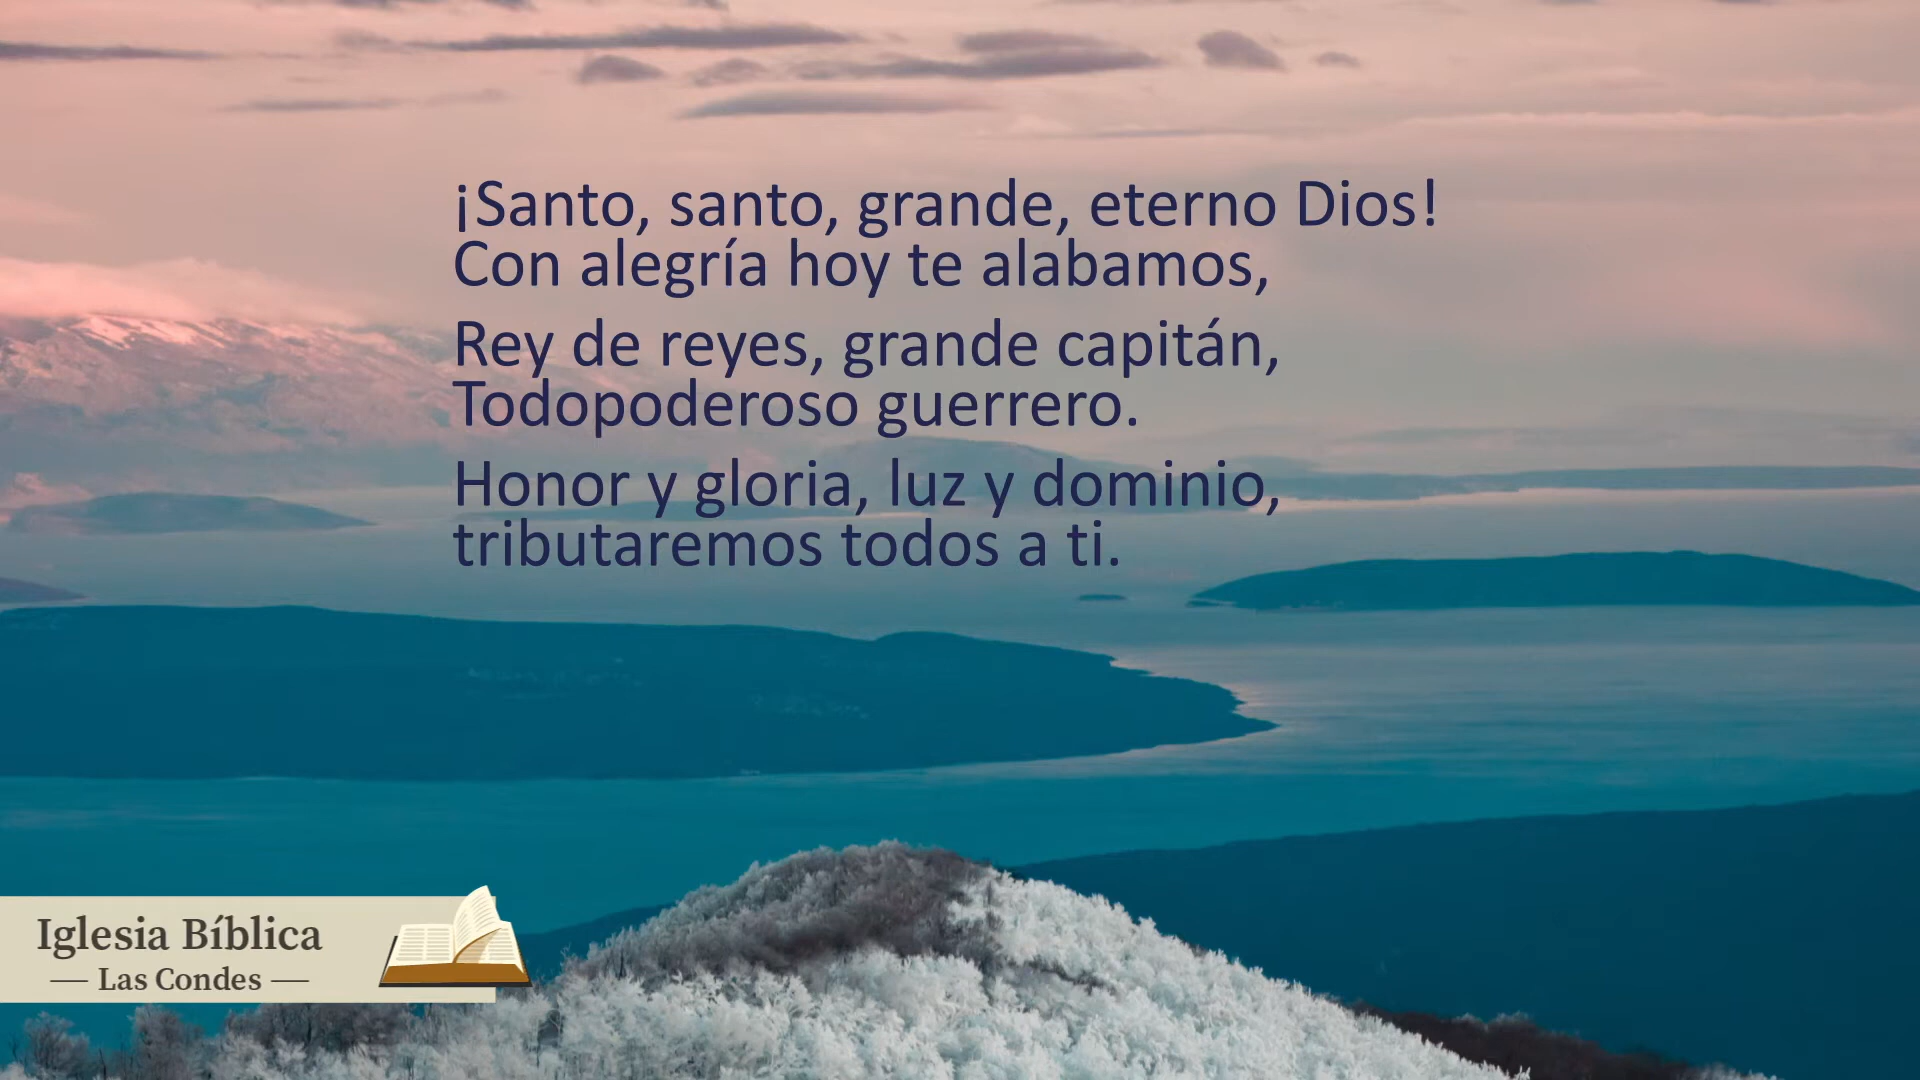 ¡Santo, santo, grande, eterno Dios!
Con alegría hoy te alabamos,
Rey de reyes, grande capitán,
Todopoderoso guerrero.
Honor y gloria, luz y dominio,
tributaremos todos a ti.
Iglesia Bíblica
— Las Condes —